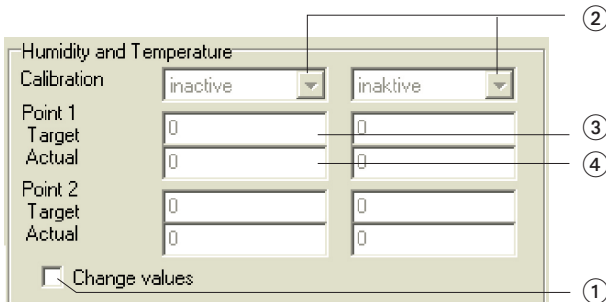 ②
Humidity and Temperature
Calibration inactive inaktive
Point 1
Target 0 0 ③
Actual 0 0 ④
Point 2
Target 0 0
Actual 0 0
Change values ①